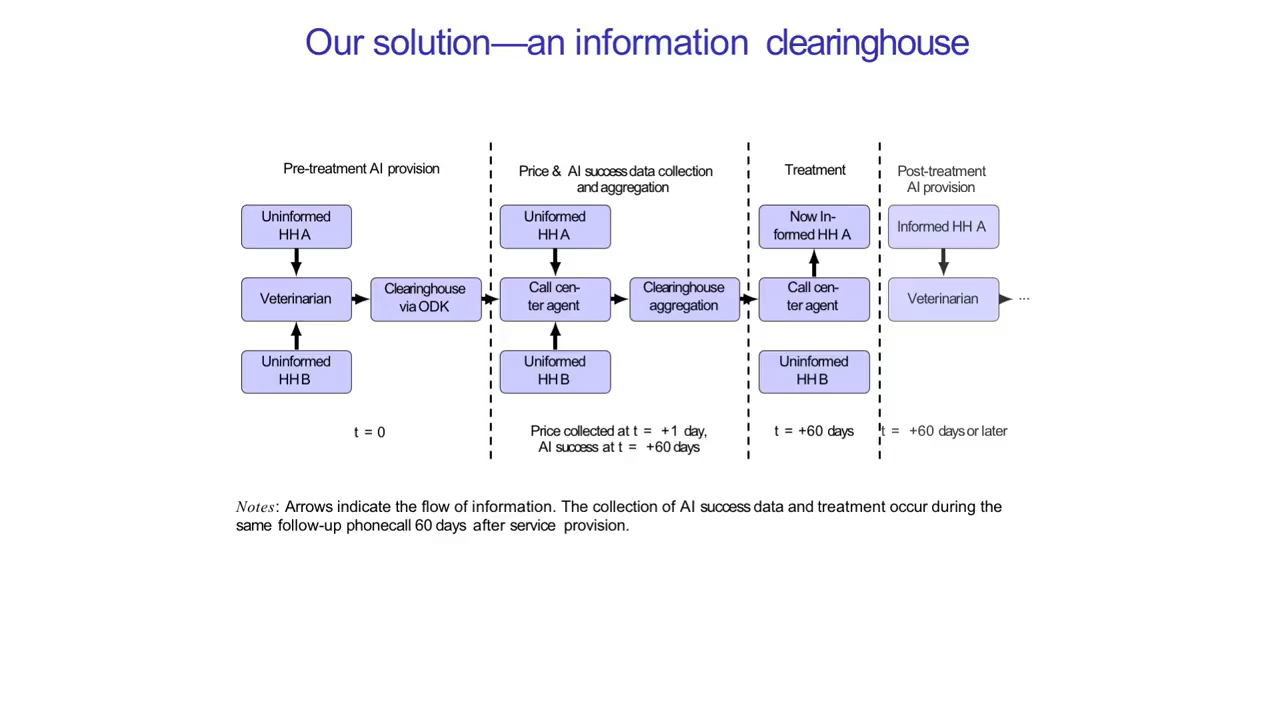 Our solution—an information clearinghouse
Pre-treatment AI provision
Uninformed
HH A
Veterinarian
Clearinghouse
via ODK
Uninformed
HH B
t = 0
Price & AI success data collection
and aggregation
Uniformed
HH A
Call cen-
ter agent
Clearinghouse
aggregation
Uniformed
HH B
Price collected at t = +1 day,
AI success at t = +60 days
Treatment
Now In-
formed HH A
Call cen-
ter agent
Uninformed
HH B
t = +60 days
Post-treatment
AI provision
Informed HH A
Veterinarian
...
t = +60 days or later
Notes: Arrows indicate the flow of information. The collection of AI success data and treatment occur during the
same follow-up phonecall 60 days after service provision.